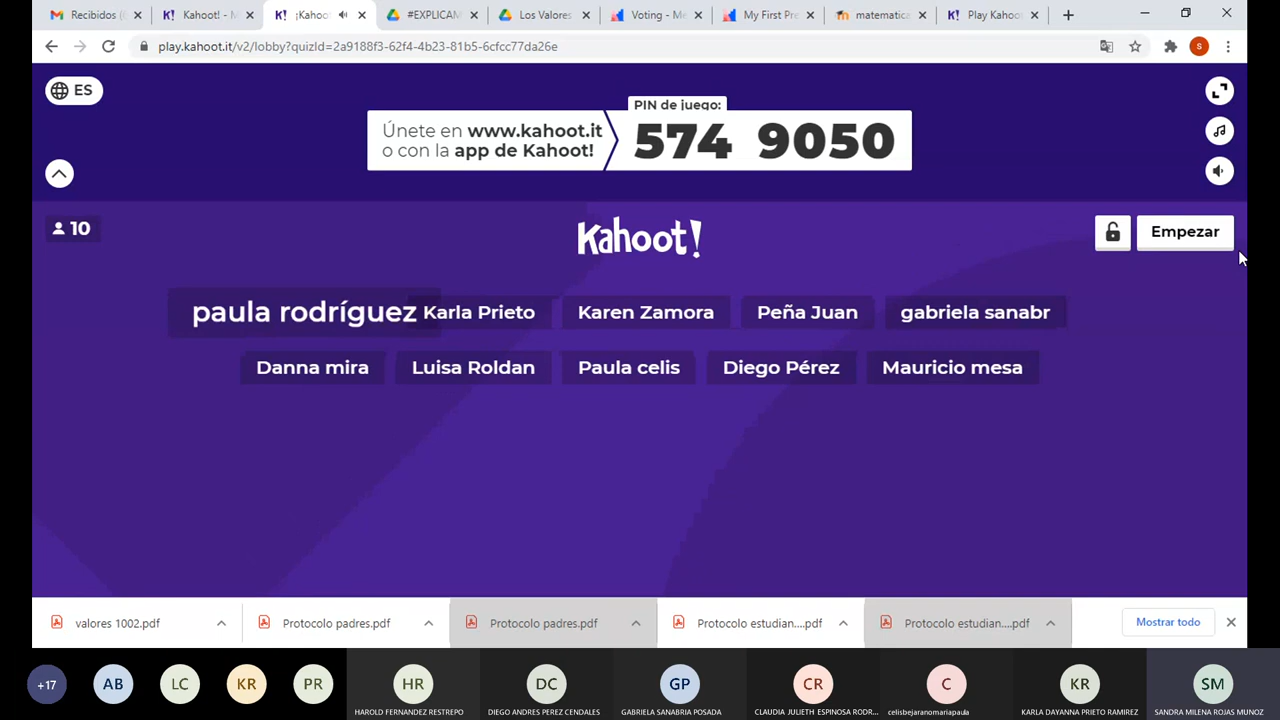 Recibidos (
Kahoot! - M
¡Kahoo
#EXPLICAM
Los Valores
Voting - Me
My First Pre
matematica
Play Kahoo
play.kahoot.it/v2/lobby?quizId=2a9188f3-62f4-4b23-81b5-6cfcc77da26e
S
ES
PIN de juego:
Únete en www.kahoot.it
o con la app de Kahoot!
574 9050
10
Kahoot!
Empezar
paula rodríguez Karla Prieto Karen Zamora Peña Juan gabriela sanabr
Danna mira Luisa Roldan Paula celis Diego Pérez Mauricio mesa
valores 1002.pdf
Protocolo padres.pdf
Protocolo padres.pdf
Protocolo estudian....pdf
Protocolo estudian....pdf
Mostrar todo
+17 AB LC KR PR HR DC GP CR C KR SM
HAROLD FERNANDEZ RESTREPO
DIEGO ANDRES PEREZ CENDALES
GABRIELA SANABRIA POSADA
CLAUDIA JULIETH ESPINOSA RODR...
celisbejaranomariapaula
KARLA DAYANNA PRIETO RAMIREZ
SANDRA MILENA ROJAS MUNOZ